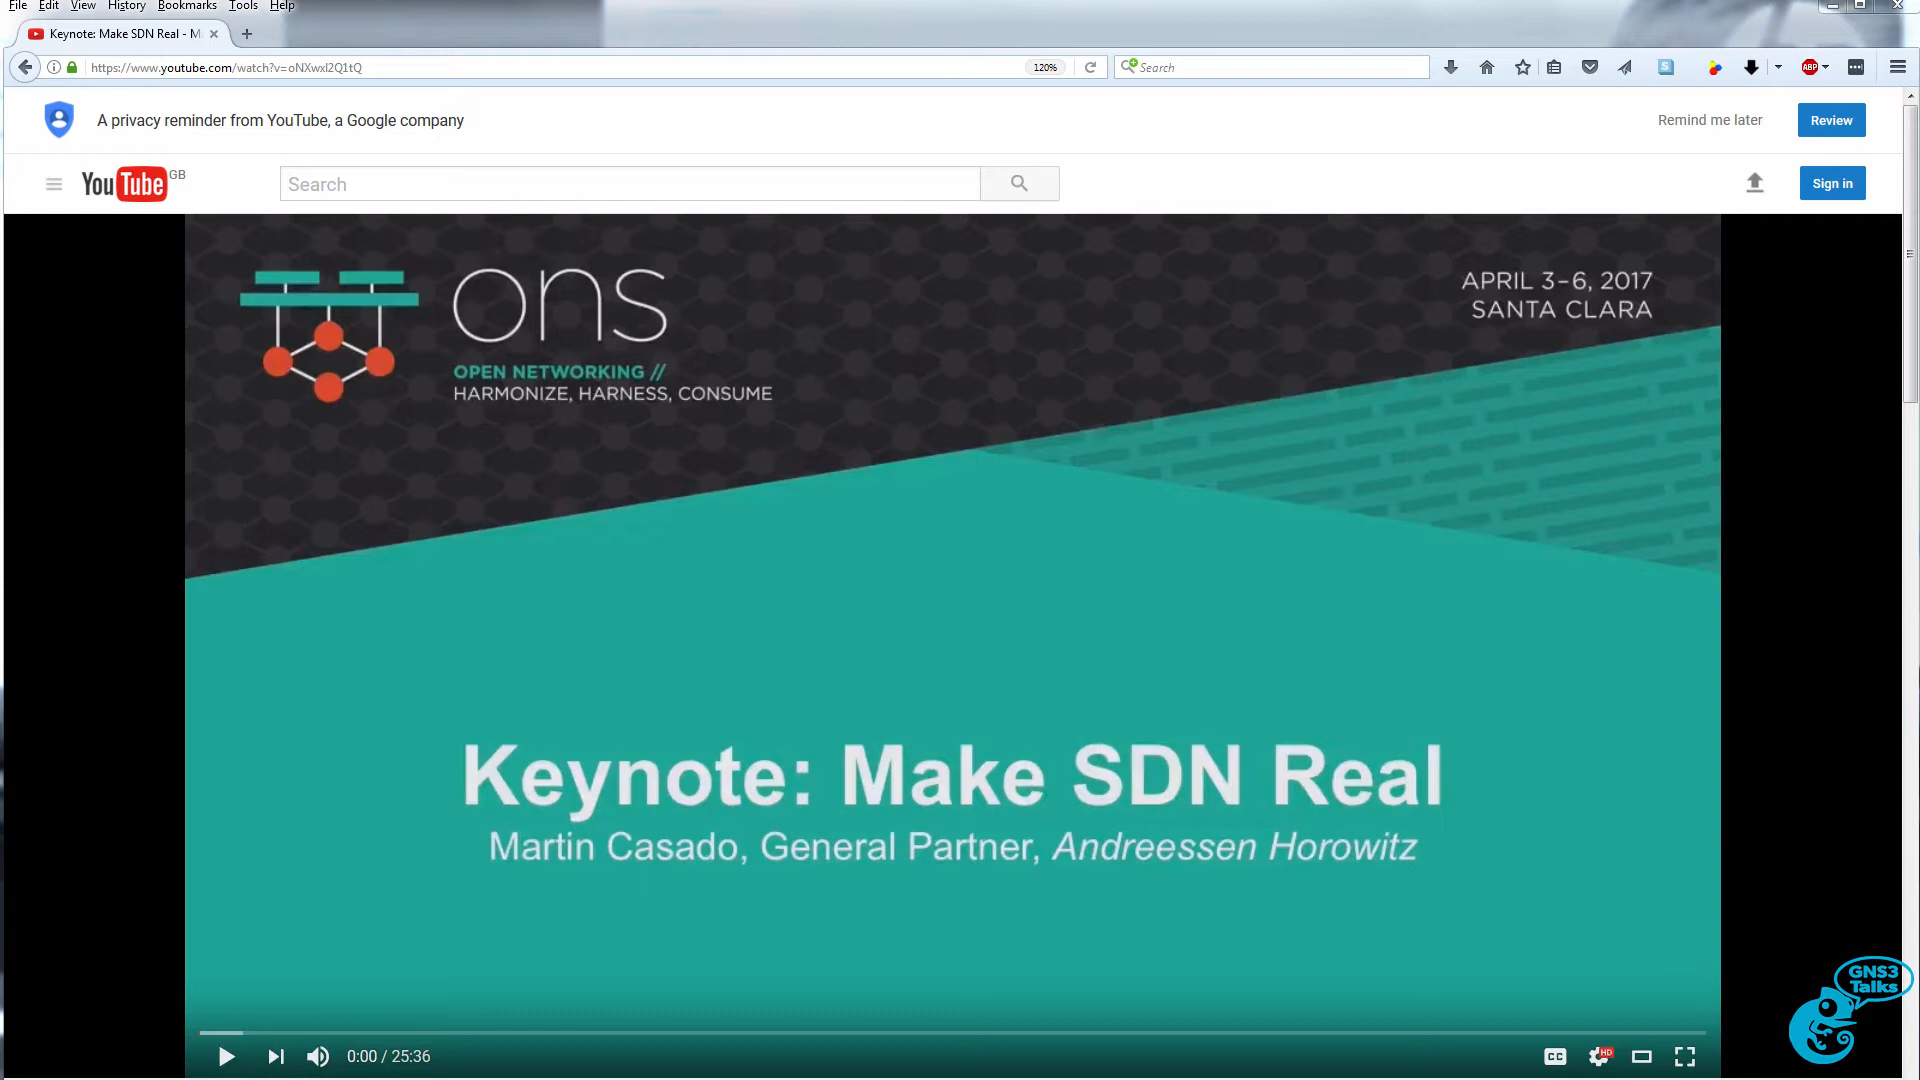 File Edit View History Bookmarks Tools Help
Keynote: Make SDN Real - M
https://www.youtube.com/watch?v=oNXwxl2Q1tQ
120%
Search
S
ABP
A privacy reminder from YouTube, a Google company
Remind me later
Review
YouTube GB
Search
Sign in
ons
OPEN NETWORKING //
HARMONIZE, HARNESS, CONSUME
APRIL 3-6, 2017
SANTA CLARA
Keynote: Make SDN Real
Martin Casado, General Partner, Andreessen Horowitz
GNS3
Talks
0:00 / 25:36
CC
HD